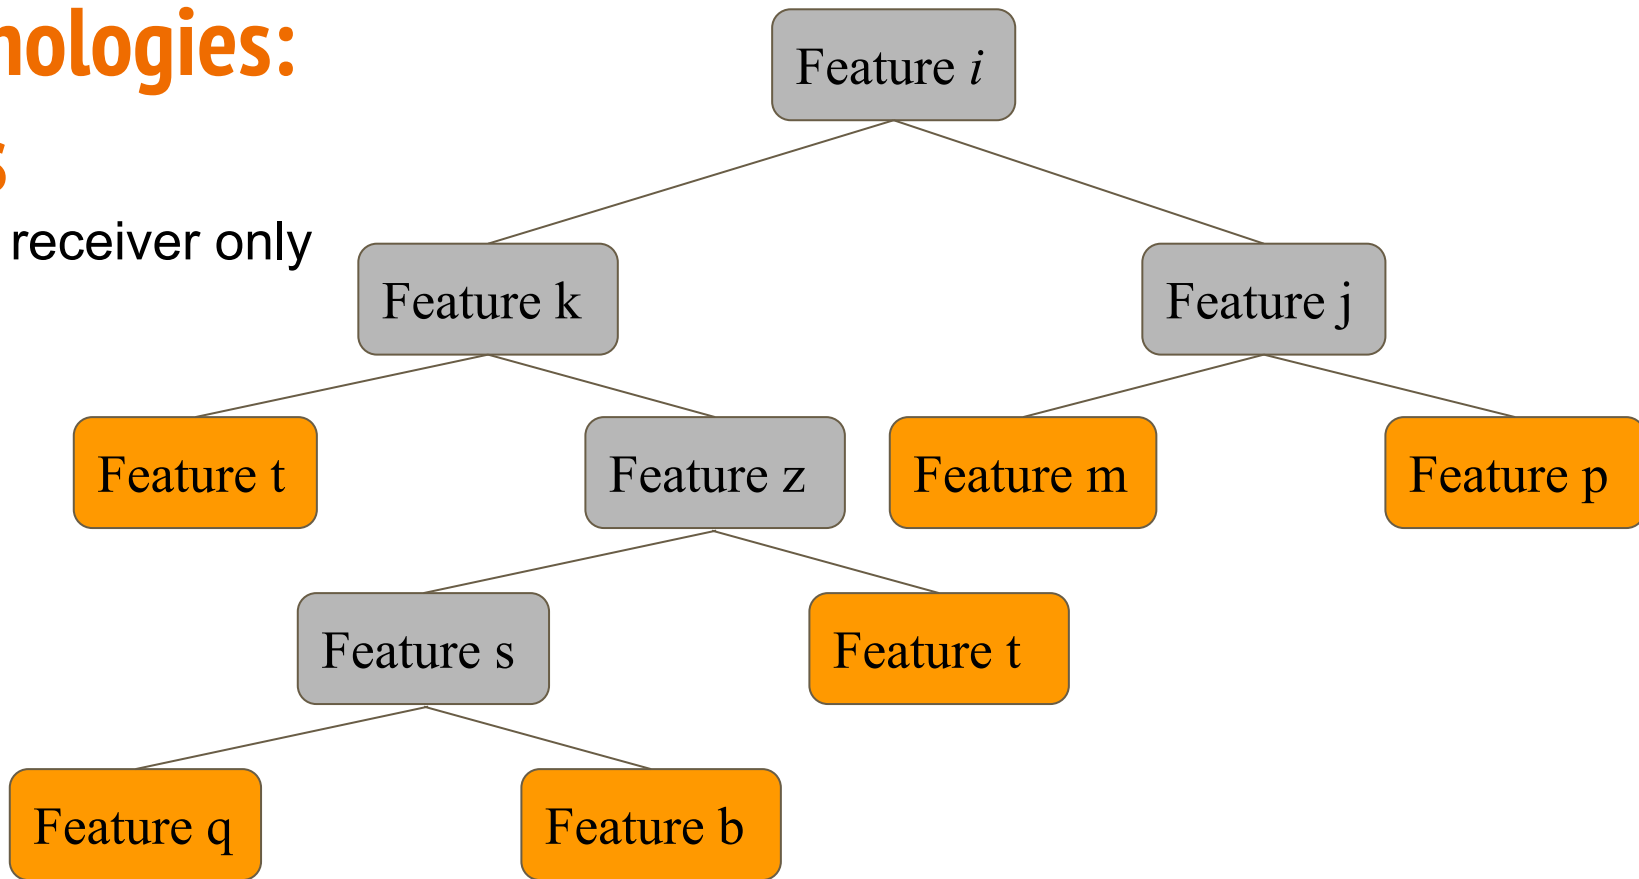 nologies:
s
receiver only
Feature i
Feature k
Feature j
Feature t
Feature z
Feature m
Feature p
Feature s
Feature t
Feature q
Feature b